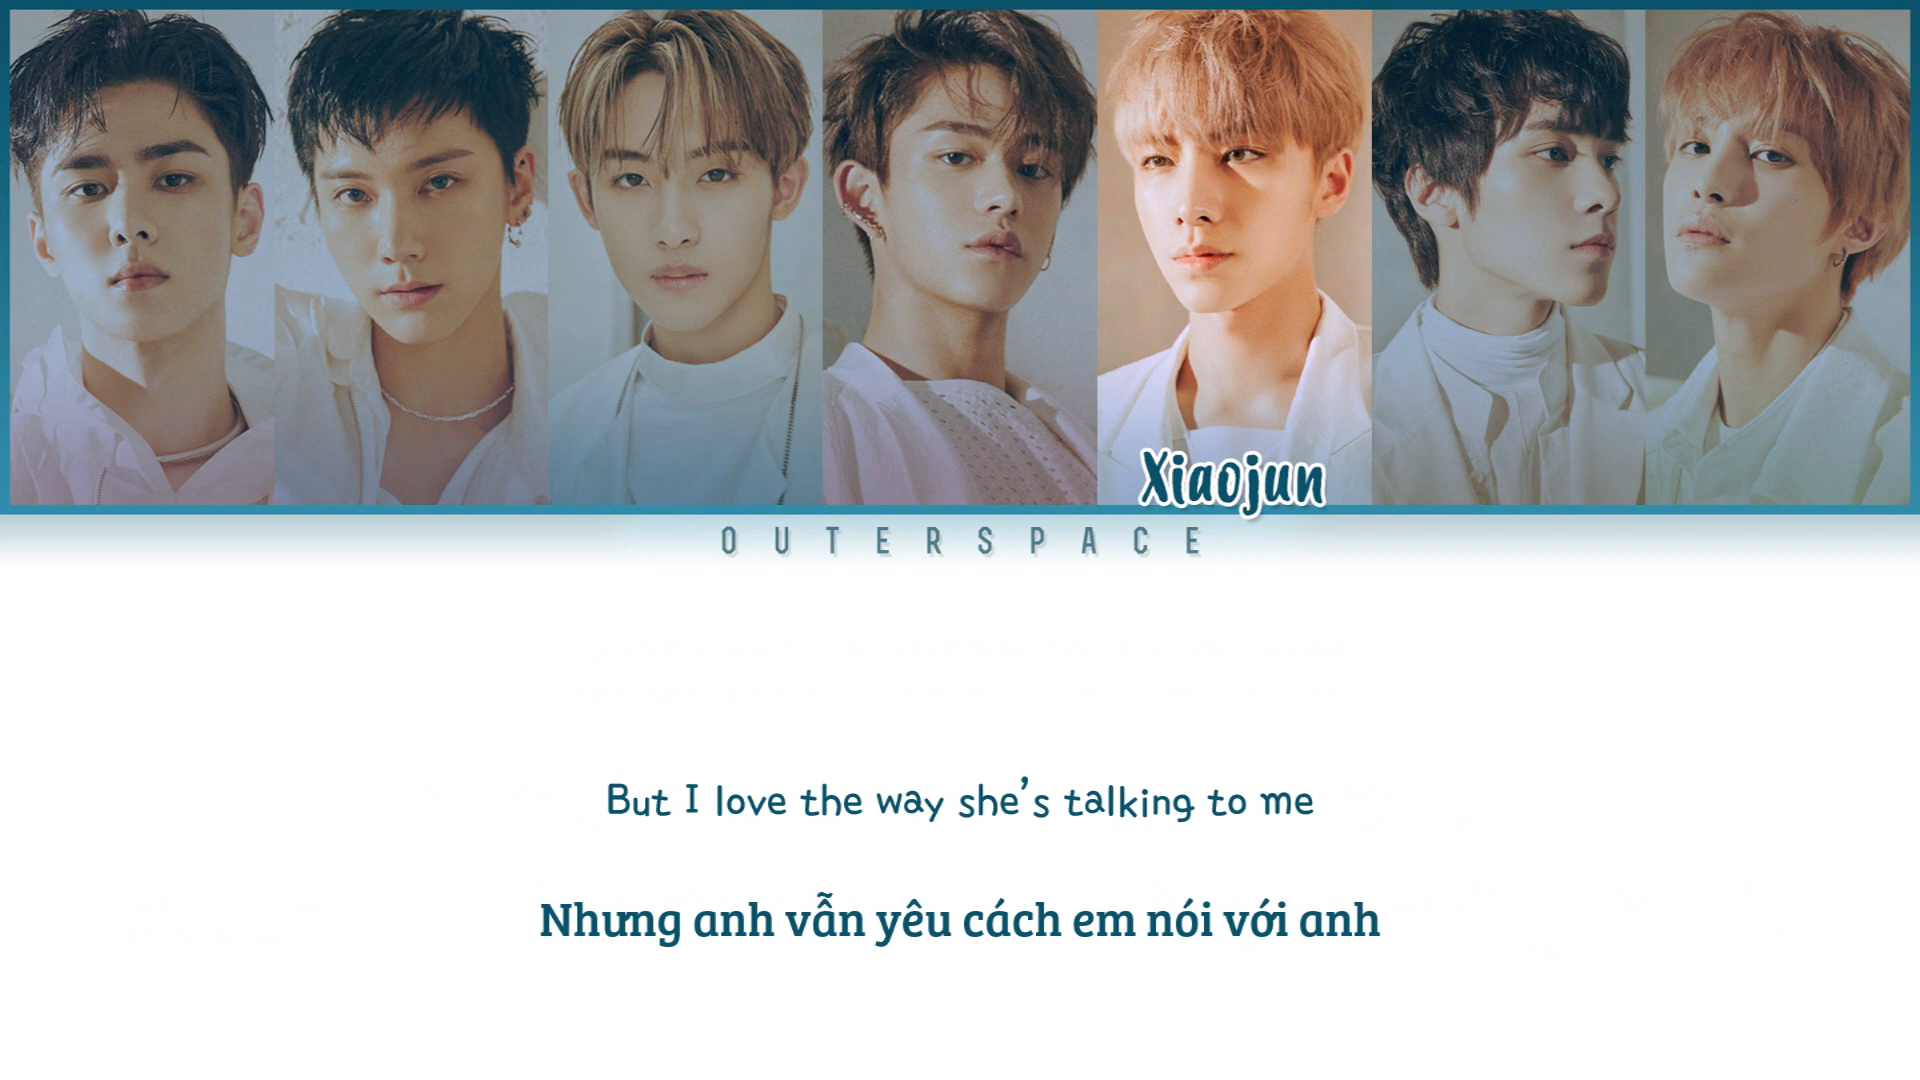 Xiaojun
OUTERSPACE
But I love the way she's talking to me
Nhưng anh vẫn yêu cách em nói với anh